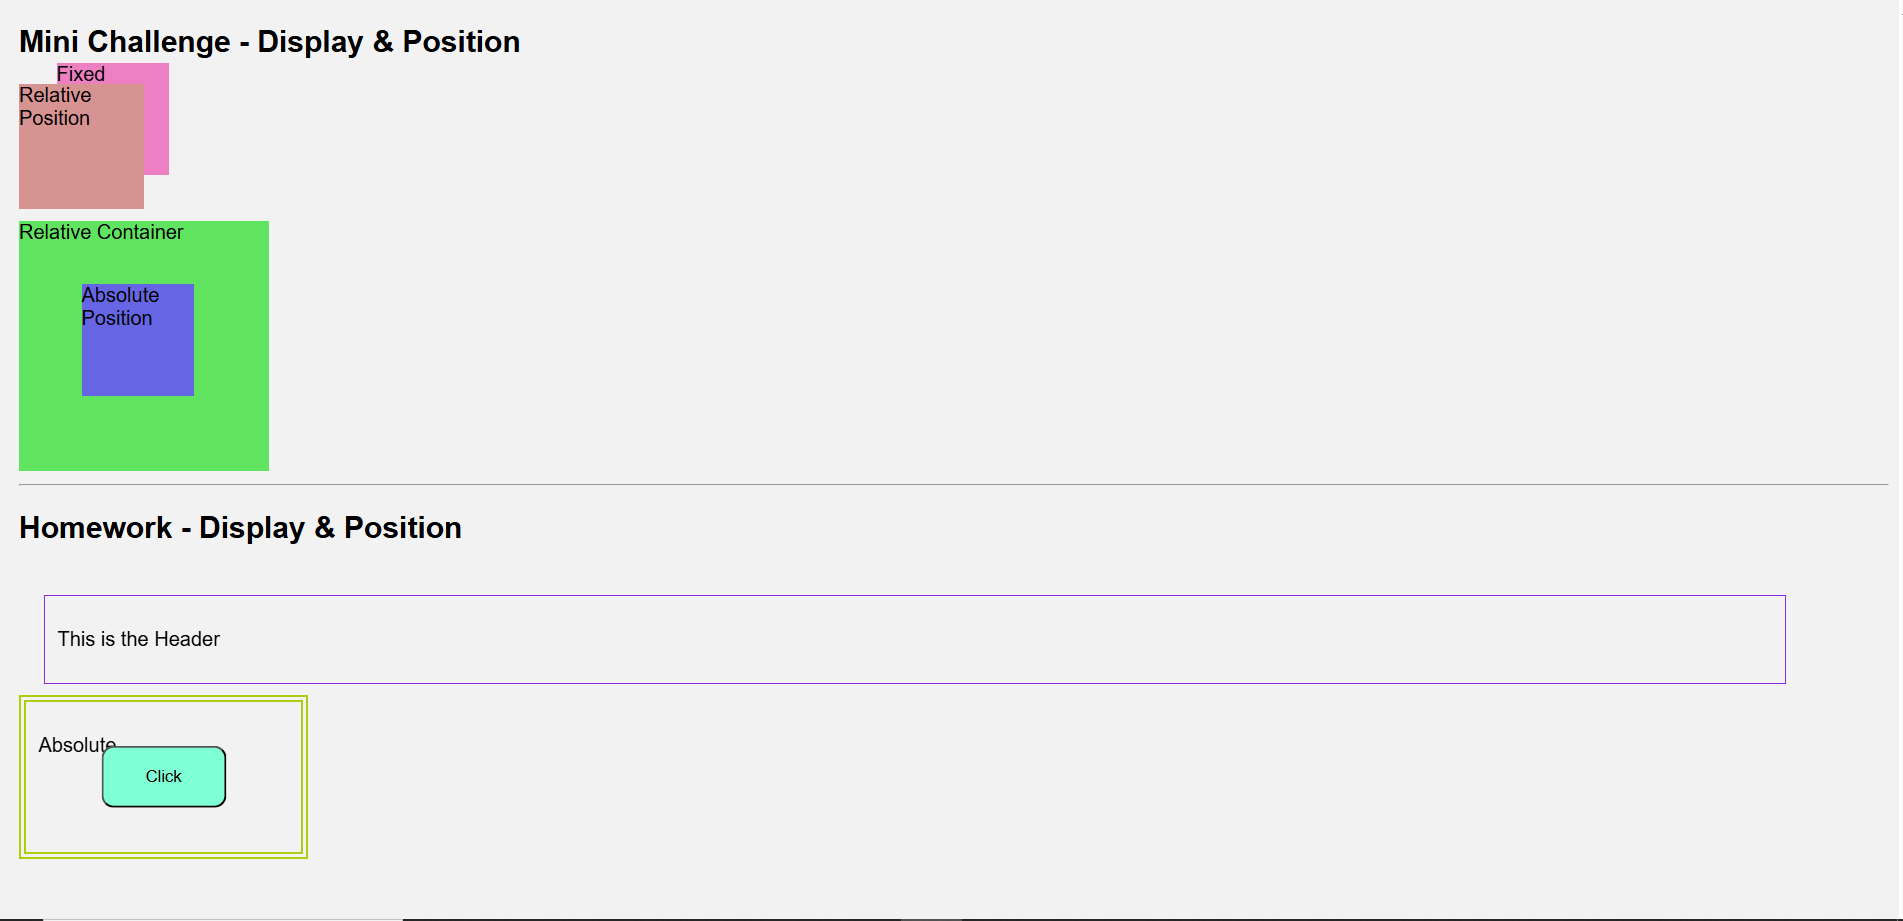 Mini Challenge - Display & Position
Fixed
Relative
Position
Relative Container
Absolute
Position
Homework - Display & Position
This is the Header
Absolute
Click